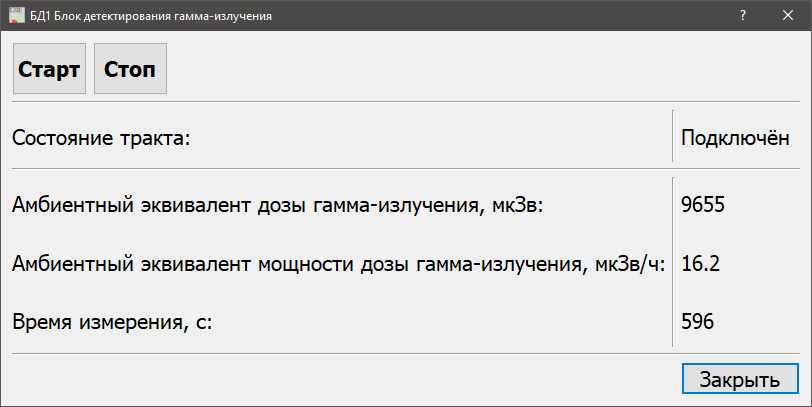 БД1 Блок детектирования гамма-излучения
?
Старт Стоп
Состояние тракта: Подключён
Амбиентный эквивалент дозы гамма-излучения, мкЗв: 9655
Амбиентный эквивалент мощности дозы гамма-излучения, мкЗв/ч: 16.2
Время измерения, с: 596
Закрыть